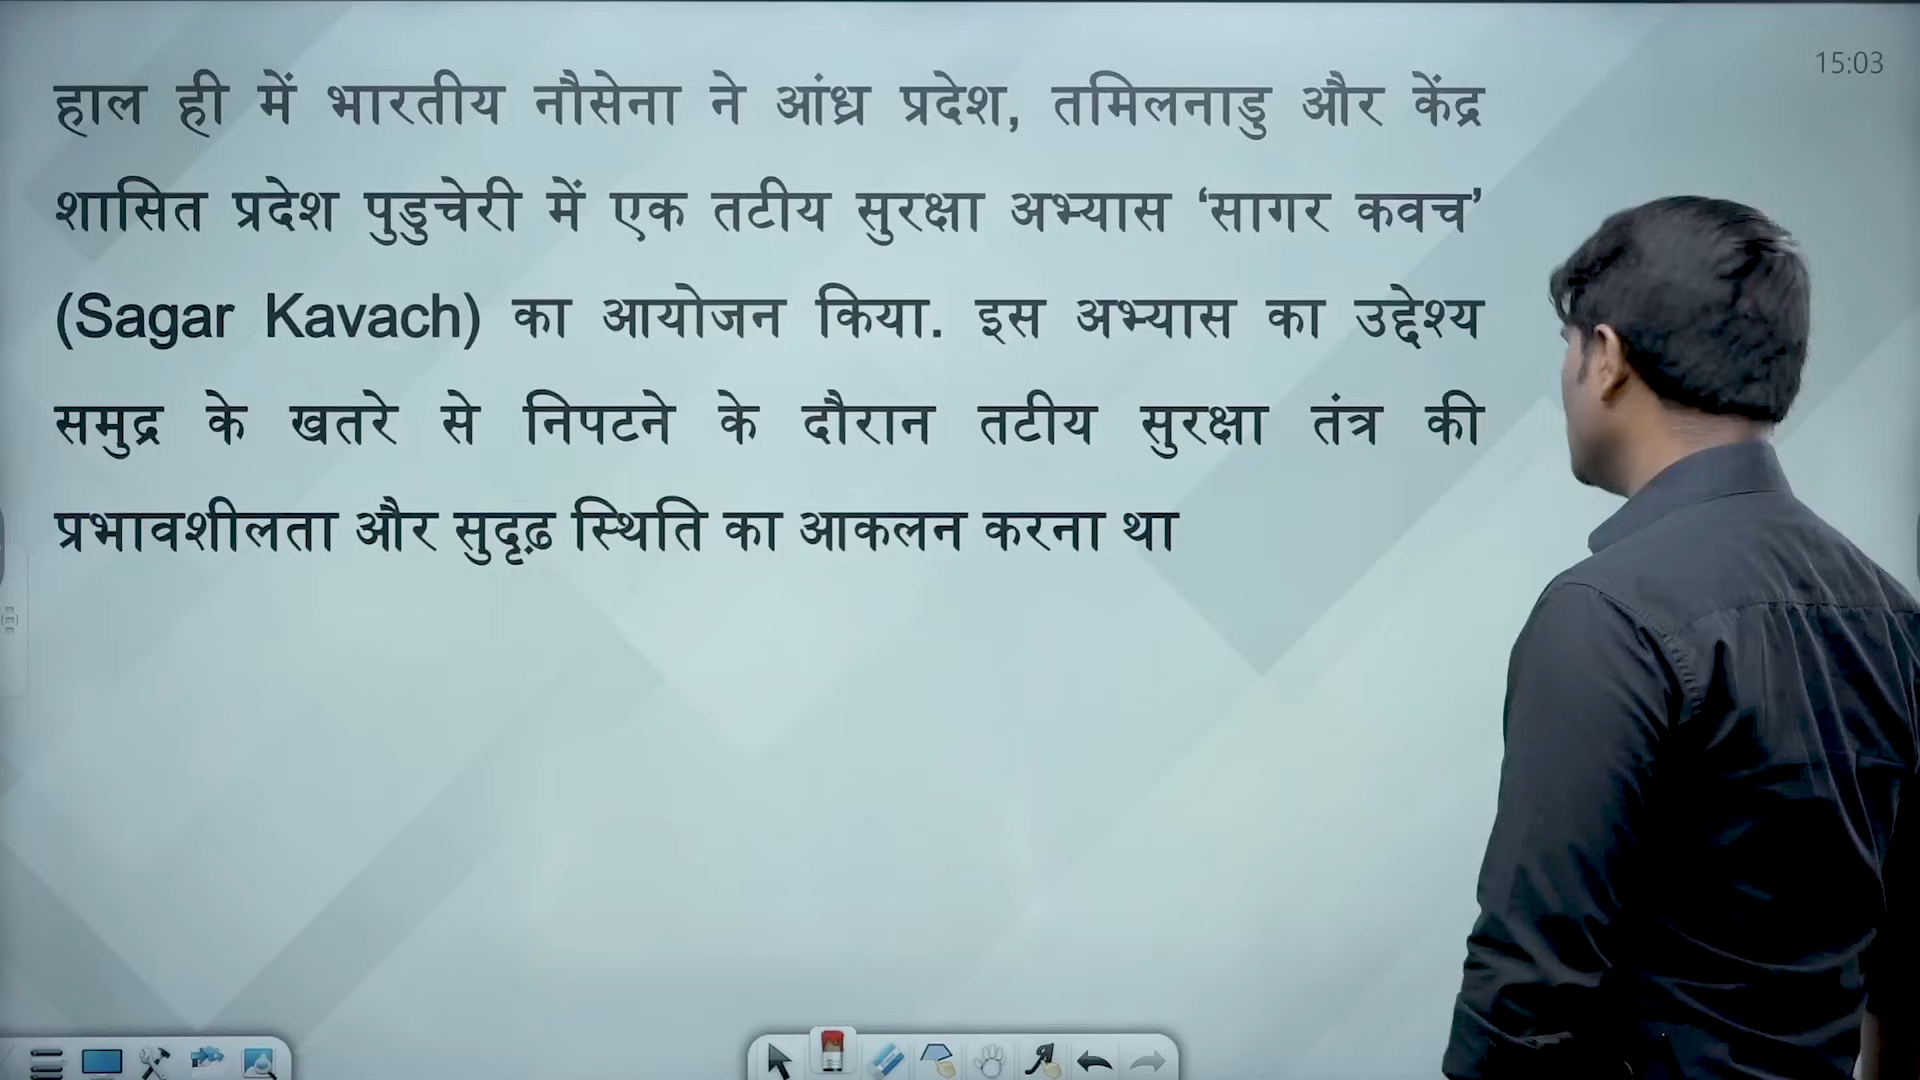 15:03
हाल ही में भारतीय नौसेना ने आंध्र प्रदेश, तमिलनाडु और केंद्र
शासित प्रदेश पुडुचेरी में एक तटीय सुरक्षा अभ्यास ‘सागर कवच’
(Sagar Kavach) का आयोजन किया. इस अभ्यास का उद्देश्य
समुद्र के खतरे से निपटने के दौरान तटीय सुरक्षा तंत्र की
प्रभावशीलता और सुदृढ़ स्थिति का आकलन करना था